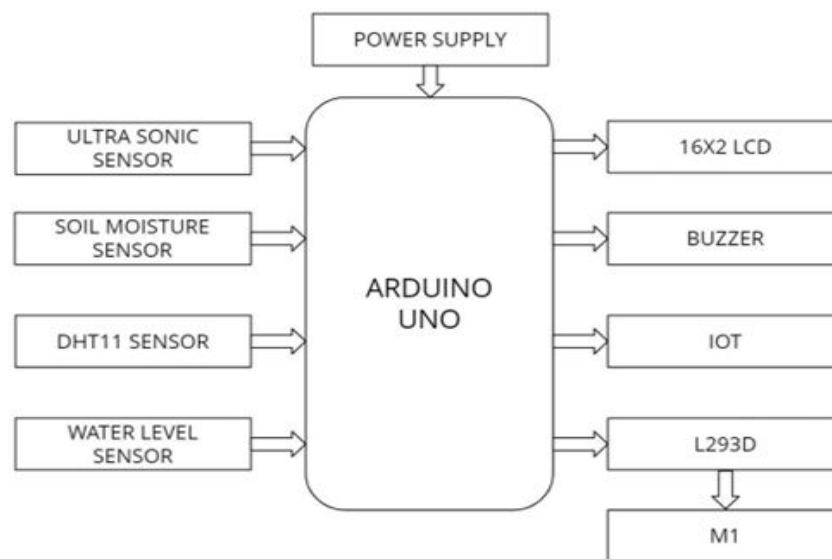 POWER SUPPLY
ULTRA SONIC
SENSOR
SOIL MOISTURE
SENSOR
DHT11 SENSOR
WATER LEVEL
SENSOR
ARDUINO
UNO
16X2 LCD
BUZZER
IOT
L293D
M1